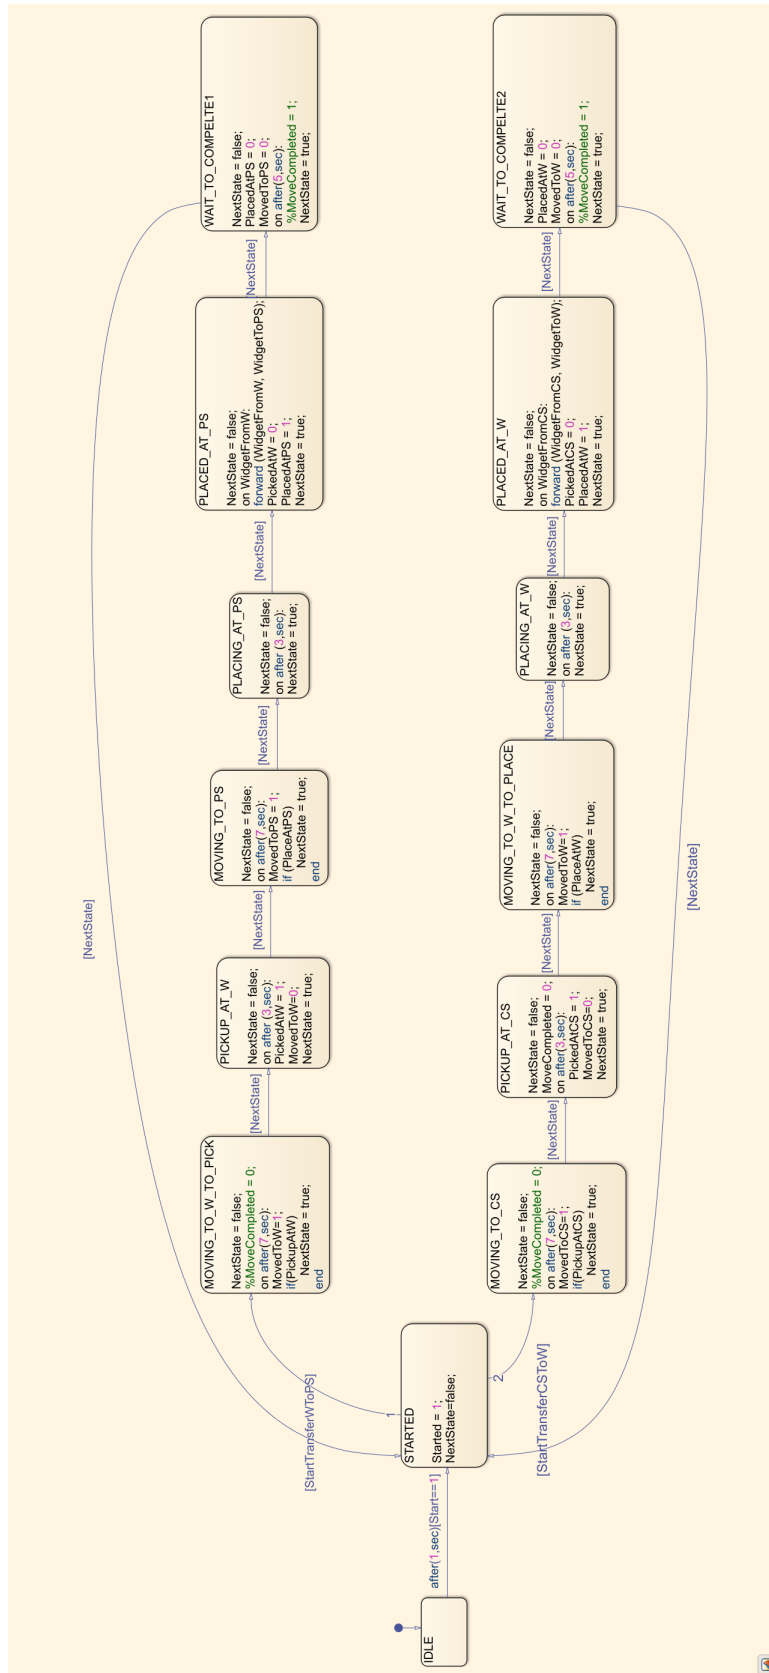 IDLE
after(1,sec)[Start==1]
STARTED
Started = 1;
NextState=false;
1
[StartTransferWToPS]
MOVING_TO_W_TO_PICK
NextState = false;
%MoveCompleted = 0;
on after(7,sec):
MovedToW=1;
if(PickupAtW)
NextState = true;
end
[NextState]
PICKUP_AT_W
NextState = false;
on after (3,sec):
PickedAtW = 1;
MovedToW=0;
NextState = true;
[NextState]
MOVING_TO_PS
NextState = false;
on after(7,sec):
MovedToPS = 1;
if (PlaceAtPS)
NextState = true;
end
[NextState]
PLACING_AT_PS
NextState = false;
on after (3,sec):
NextState = true;
[NextState]
PLACED_AT_PS
NextState = false;
on WidgetFromW:
forward (WidgetFromW, WidgetToPS);
PickedAtW = 0;
PlacedAtPS = 1;
NextState = true;
[NextState]
WAIT_TO_COMPELTE1
NextState = false;
PlacedAtPS = 0;
MovedToPS = 0;
on after(5,sec):
%MoveCompleted = 1;
NextState = true;
[NextState]
2
[StartTransferCSToW]
MOVING_TO_CS
NextState = false;
%MoveCompleted = 0;
on after(7,sec):
MovedToCS=1;
if(PickupAtCS)
NextState = true;
end
[NextState]
PICKUP_AT_CS
NextState = false;
MoveCompleted = 0;
on after(3,sec):
PickedAtCS = 1;
MovedToCS=0;
NextState = true;
[NextState]
MOVING_TO_W_TO_PLACE
NextState = false;
on after(7,sec):
MovedToW=1;
if (PlaceAtW)
NextState = true;
end
[NextState]
PLACING_AT_W
NextState = false;
on after (3,sec):
NextState = true;
[NextState]
PLACED_AT_W
NextState = false;
on WidgetFromCS:
forward (WidgetFromCS, WidgetToW);
PickedAtCS = 0;
PlacedAtW = 1;
NextState = true;
[NextState]
WAIT_TO_COMPELTE2
NextState = false;
PlacedAtW = 0;
MovedToW = 0;
on after(5,sec):
%MoveCompleted = 1;
NextState = true;
[NextState]